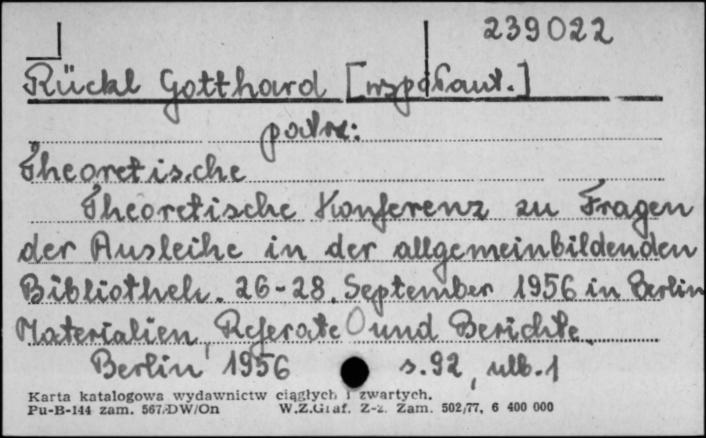 239022
Rückl Gotthard [współaut.]
patrz:
Theoretische
Theoretische Konferenz zu Fragen
der Ausleihe in der allgemeinbildenden
Bibliothek. 26-28. September 1956 in Berlin
Materialien, Referate und Berichte.
Berlin 1956 s. 92, ulb. 1
Karta katalogowa wydawnictw ciągłych i zwartych.
Pu-B-144 zam. 567/DW/On W.Z.Graf. Z-2. Zam. 502/77. 6 400 000